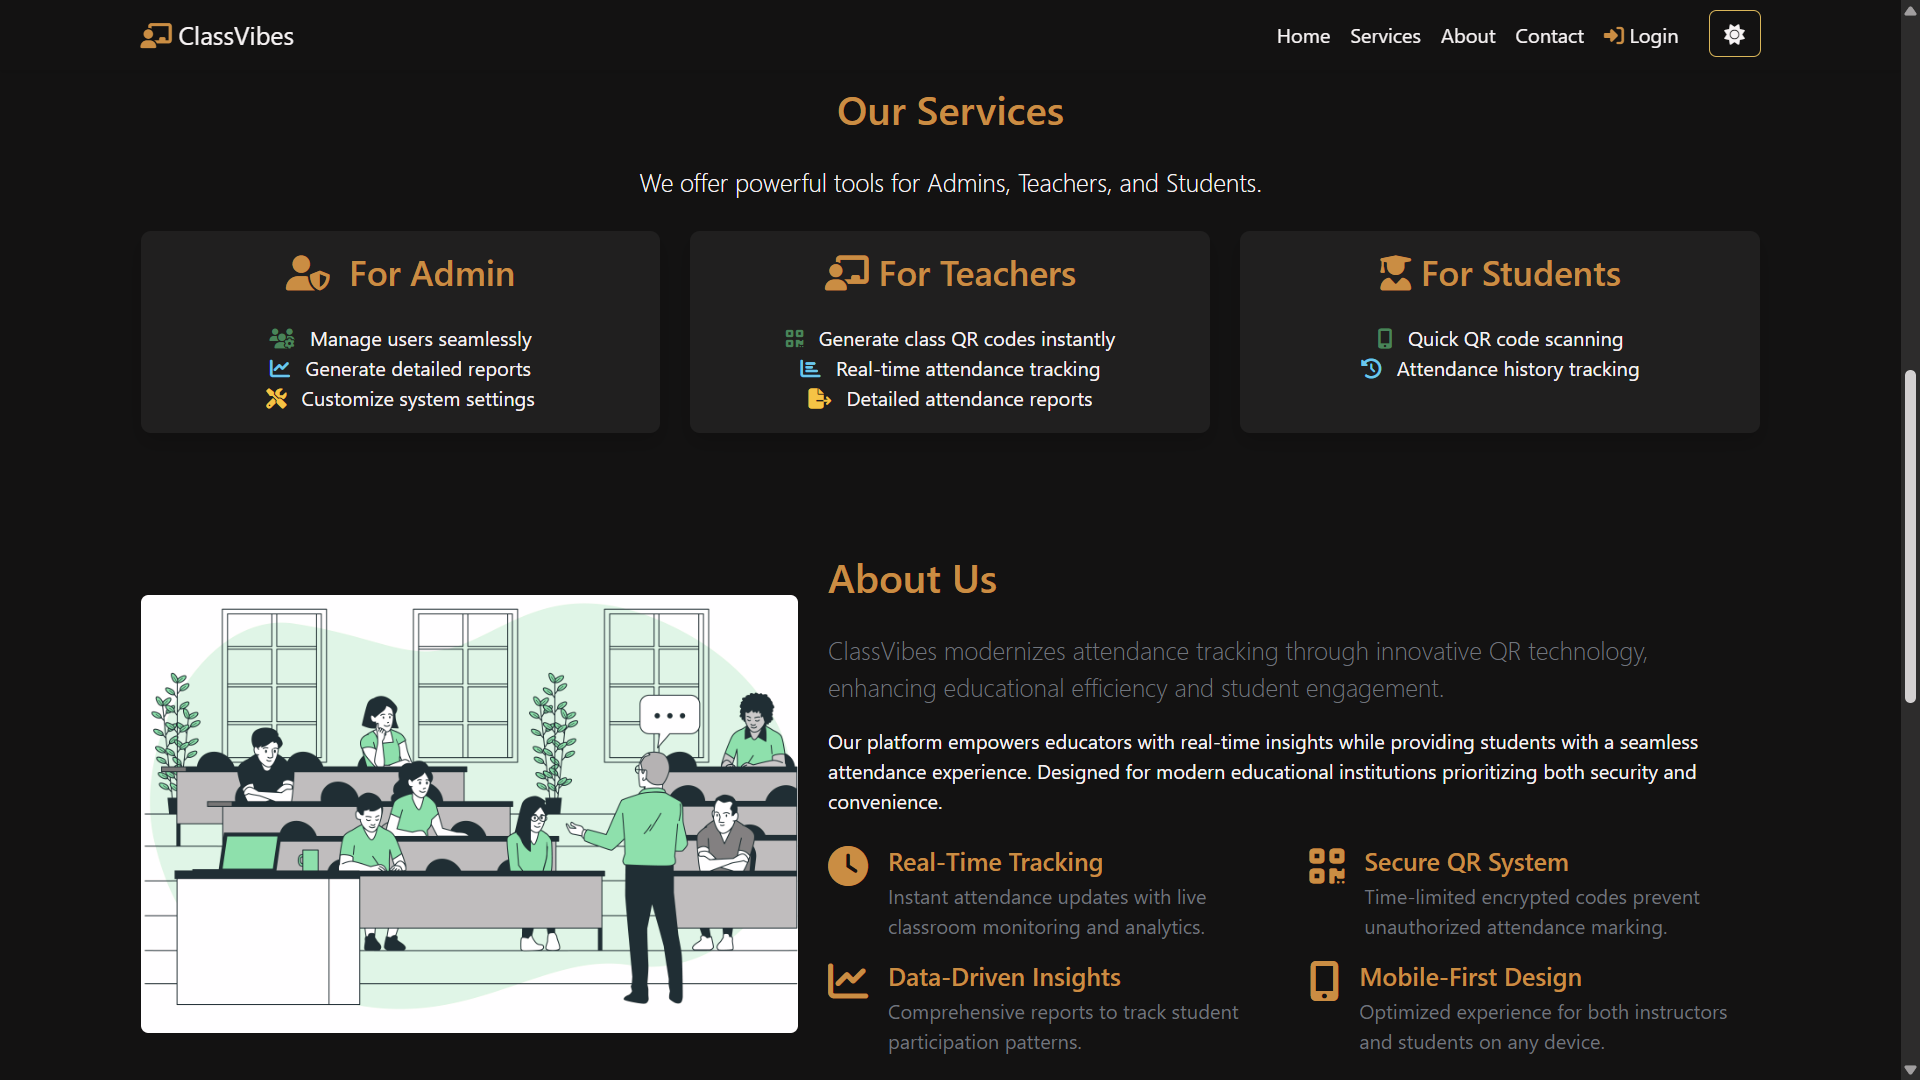 ClassVibes
Home Services About Contact Login
Our Services
We offer powerful tools for Admins, Teachers, and Students.
For Admin
Manage users seamlessly
Generate detailed reports
Customize system settings
For Teachers
Generate class QR codes instantly
Real-time attendance tracking
Detailed attendance reports
For Students
Quick QR code scanning
Attendance history tracking
About Us
ClassVibes modernizes attendance tracking through innovative QR technology,
enhancing educational efficiency and student engagement.
Our platform empowers educators with real-time insights while providing students with a seamless
attendance experience. Designed for modern educational institutions prioritizing both security and
convenience.
Real-Time Tracking
Instant attendance updates with live
classroom monitoring and analytics.
Secure QR System
Time-limited encrypted codes prevent
unauthorized attendance marking.
Data-Driven Insights
Comprehensive reports to track student
participation patterns.
Mobile-First Design
Optimized experience for both instructors
and students on any device.